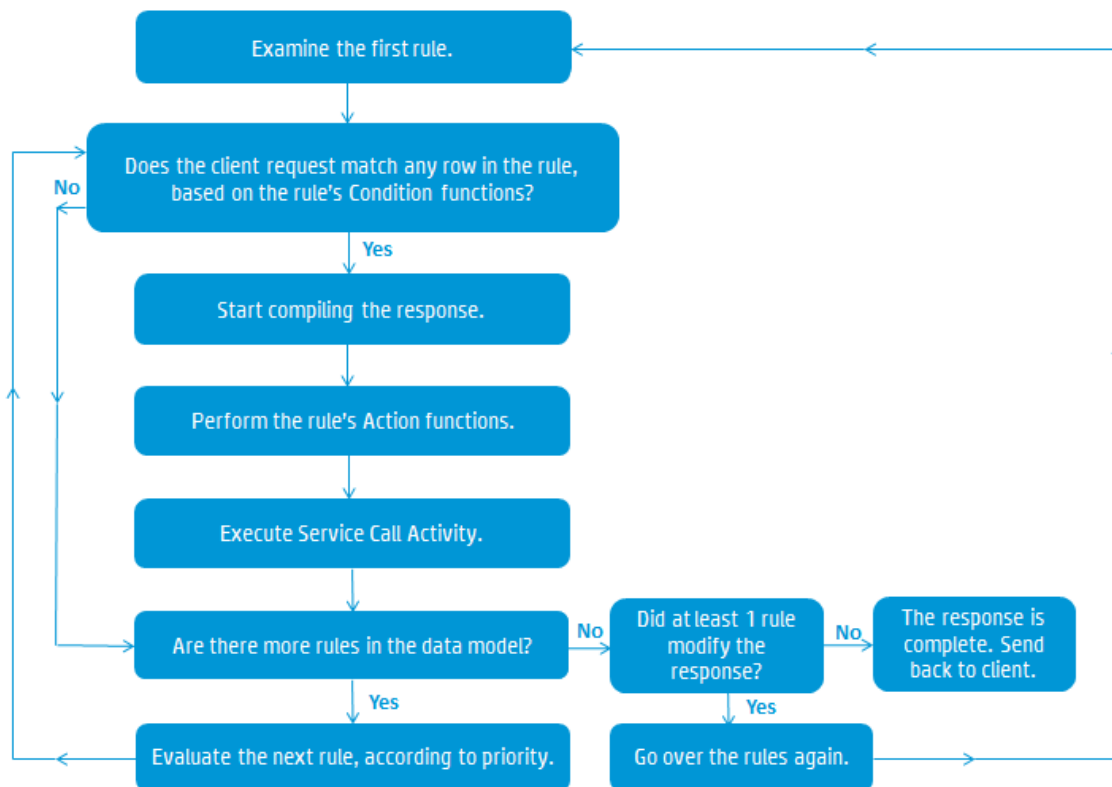 Examine the first rule.
Does the client request match any row in the rule,
based on the rule's Condition functions?
No
Yes
Start compiling the response.
Perform the rule's Action functions.
Execute Service Call Activity.
Are there more rules in the data model?
No
Did at least 1 rule
modify the
response?
No
The response is
complete. Send
back to client.
Yes
Yes
Evaluate the next rule, according to priority.
Go over the rules again.